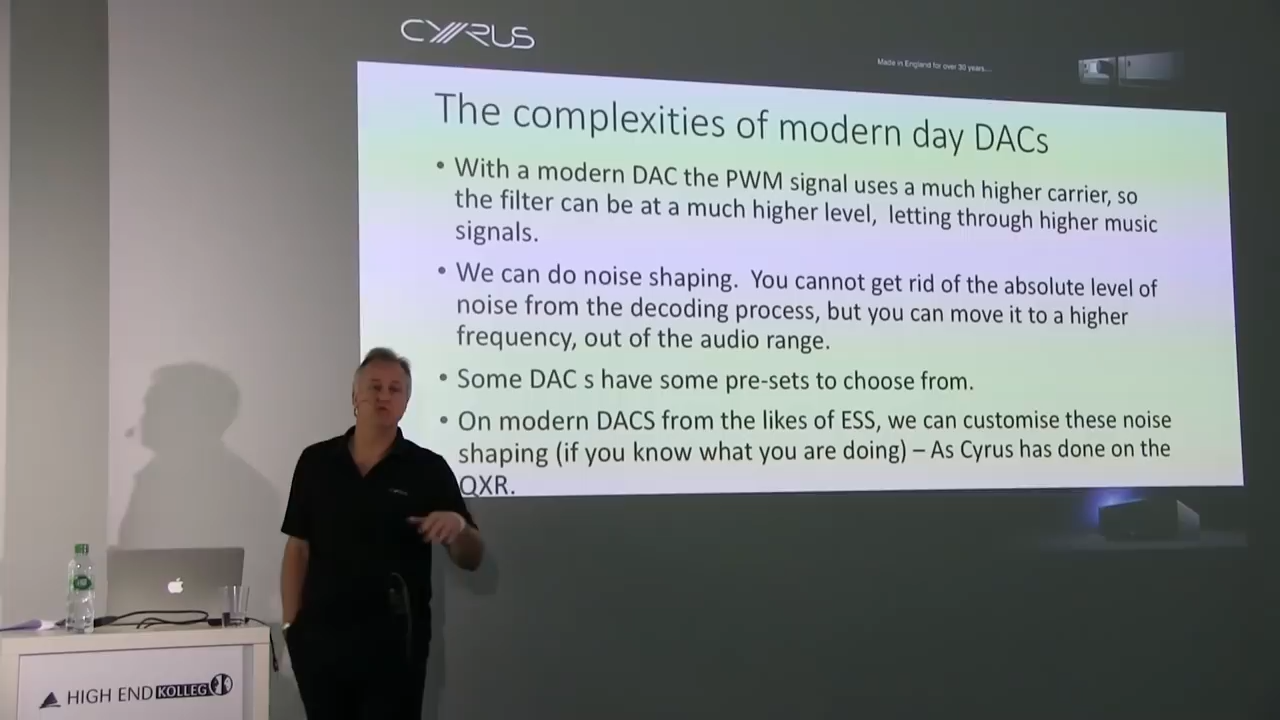 CYRUS
Made in England for over 30 years...
The complexities of modern day DACs
• With a modern DAC the PWM signal uses a much higher carrier, so
the filter can be at a much higher level, letting through higher music
signals.
• We can do noise shaping. You cannot get rid of the absolute level of
noise from the decoding process, but you can move it to a higher
frequency, out of the audio range.
• Some DAC s have some pre-sets to choose from.
• On modern DACS from the likes of ESS, we can customise these noise
shaping (if you know what you are doing) – As Cyrus has done on the
QXR.
HIGH END KOLLEG